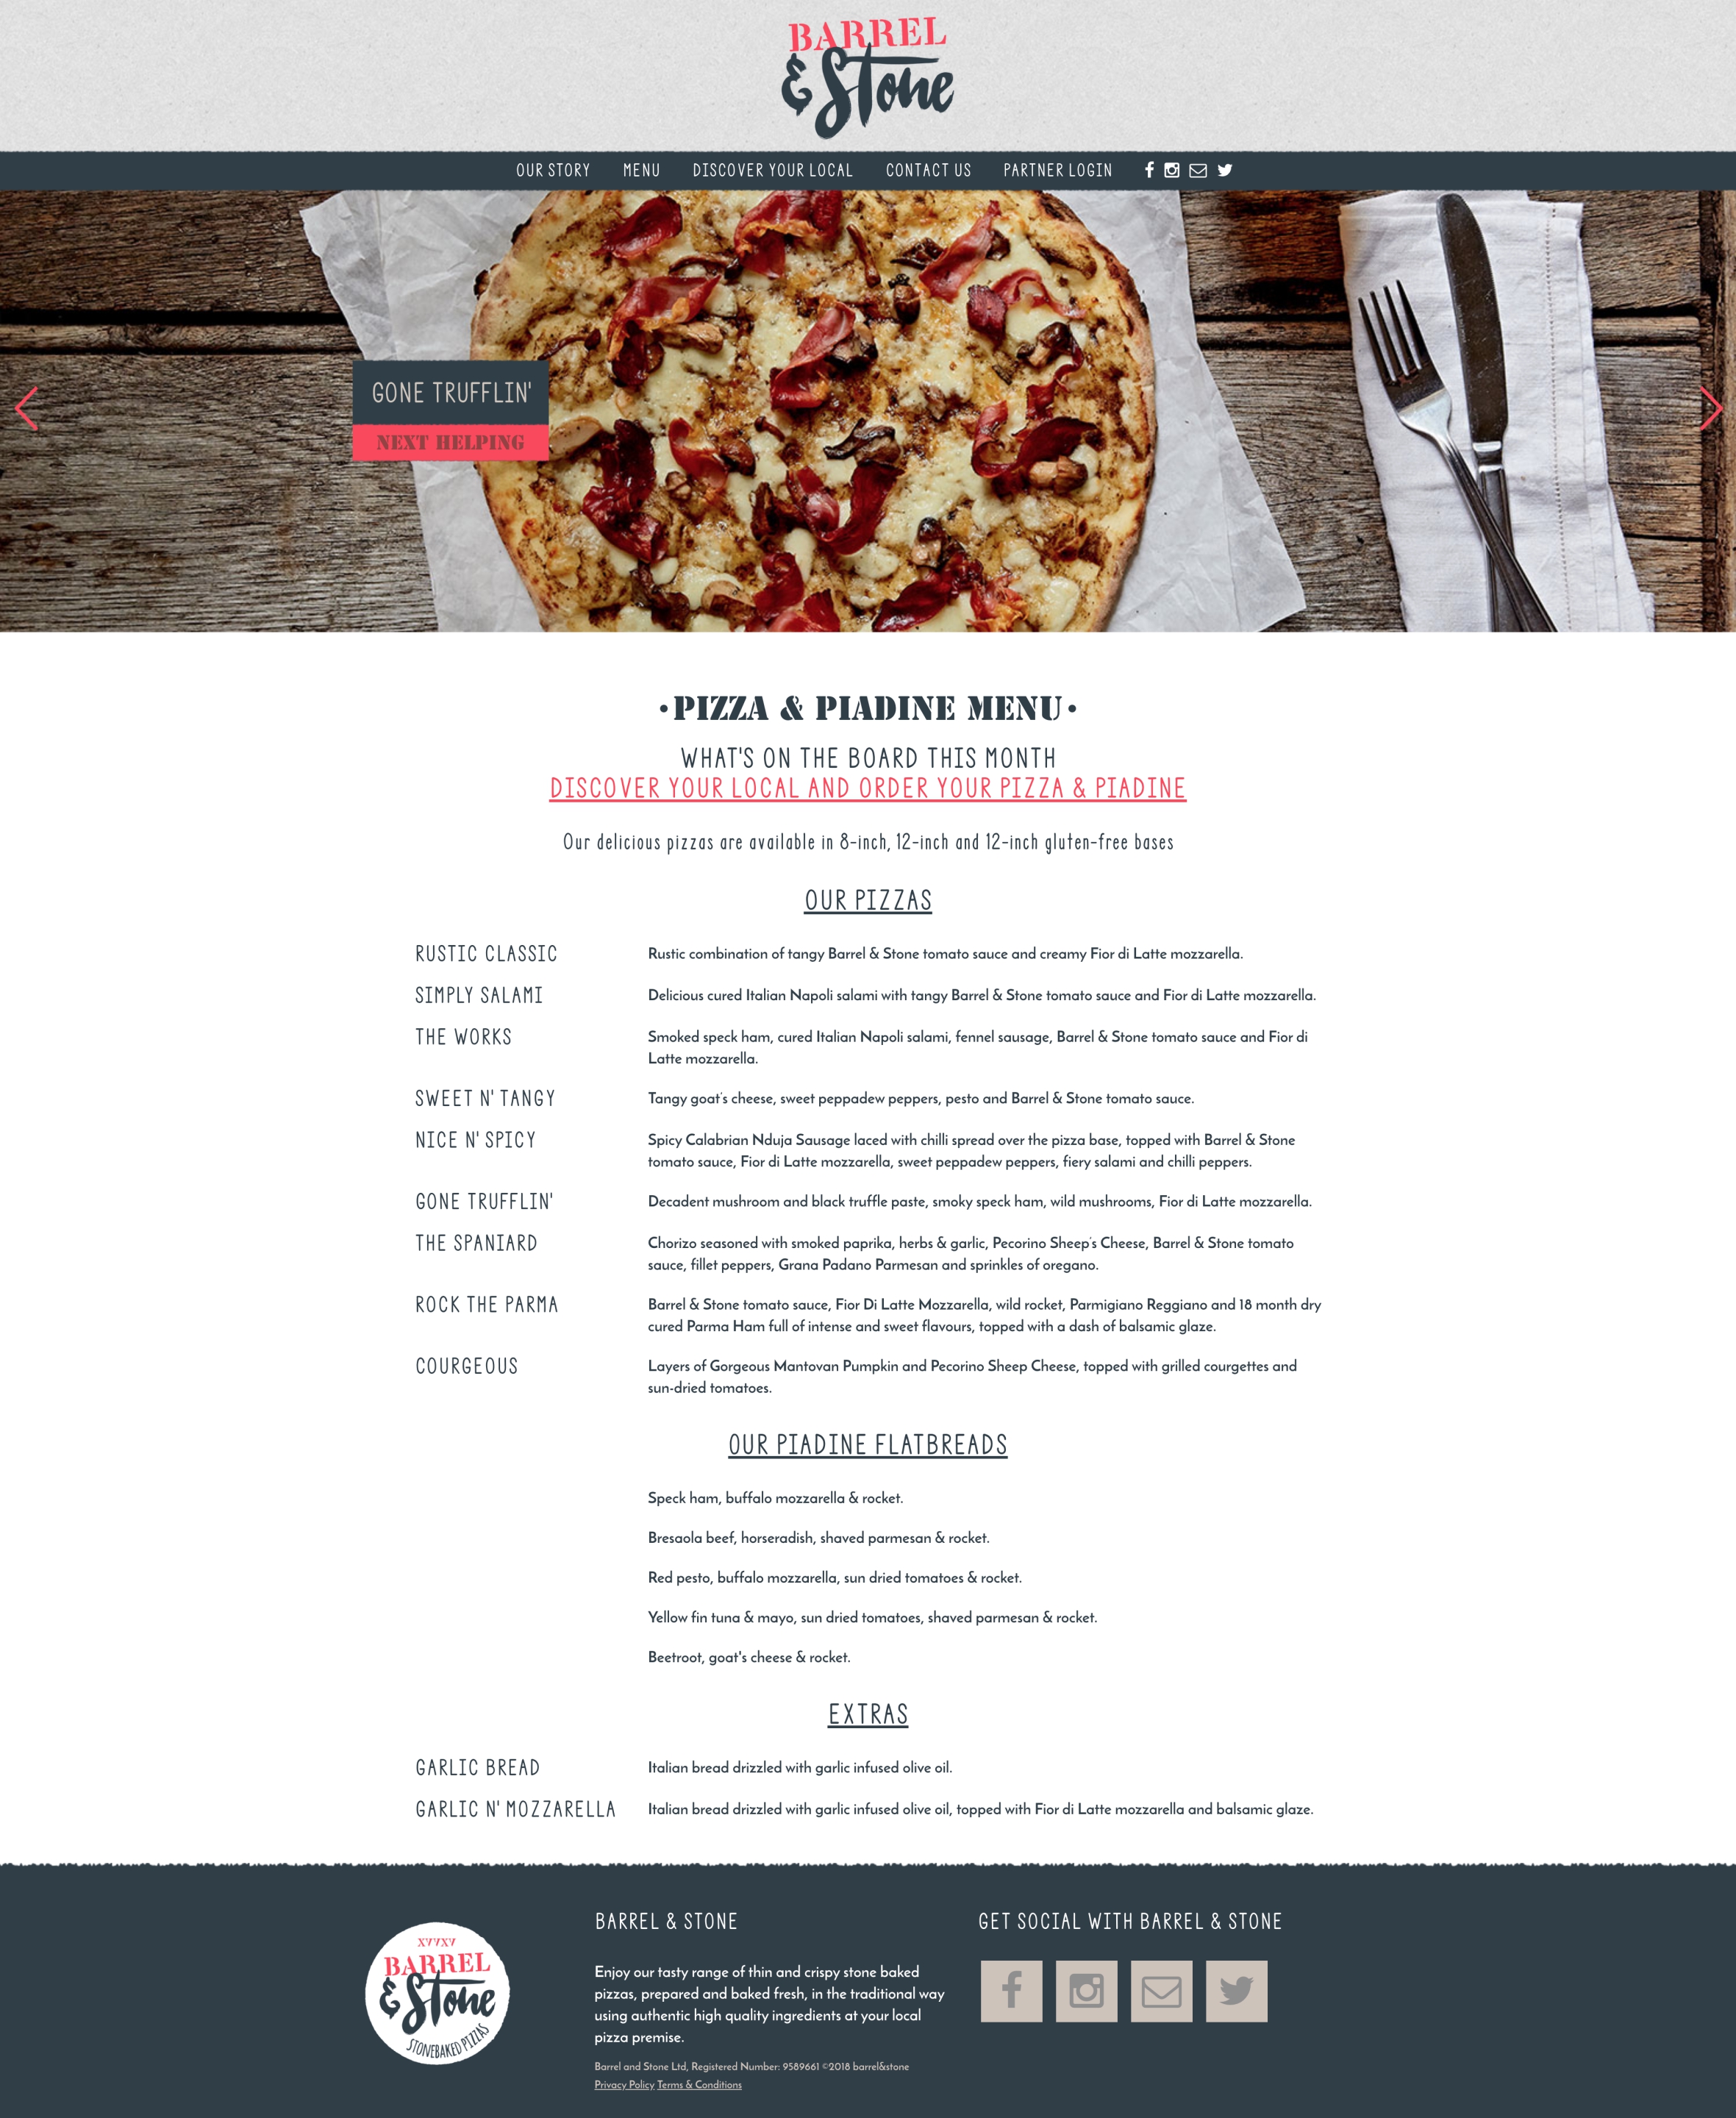 BARREL
& Stone
OUR STORY MENU DISCOVER YOUR LOCAL CONTACT US PARTNER LOGIN
GONE TRUFFLIN'
NEXT HELPING
•PIZZA & PIADINE MENU•
WHAT'S ON THE BOARD THIS MONTH
DISCOVER YOUR LOCAL AND ORDER YOUR PIZZA & PIADINE
Our delicious pizzas are available in 8-inch, 12-inch and 12-inch gluten-free bases
OUR PIZZAS
RUSTIC CLASSIC Rustic combination of tangy Barrel & Stone tomato sauce and creamy Fior di Latte mozzarella.
SIMPLY SALAMI Delicious cured Italian Napoli salami with tangy Barrel & Stone tomato sauce and Fior di Latte mozzarella.
THE WORKS Smoked speck ham, cured Italian Napoli salami, fennel sausage, Barrel & Stone tomato sauce and Fior di
Latte mozzarella.
SWEET N' TANGY Tangy goat's cheese, sweet peppadew peppers, pesto and Barrel & Stone tomato sauce.
NICE N' SPICY Spicy Calabrian Nduja Sausage laced with chilli spread over the pizza base, topped with Barrel & Stone
tomato sauce, Fior di Latte mozzarella, sweet peppadew peppers, fiery salami and chilli peppers.
GONE TRUFFLIN' Decadent mushroom and black truffle paste, smoky speck ham, wild mushrooms, Fior di Latte mozzarella.
THE SPANIARD Chorizo seasoned with smoked paprika, herbs & garlic, Pecorino Sheep's Cheese, Barrel & Stone tomato
sauce, fillet peppers, Grana Padano Parmesan and sprinkles of oregano.
ROCK THE PARMA Barrel & Stone tomato sauce, Fior Di Latte Mozzarella, wild rocket, Parmigiano Reggiano and 18 month dry
cured Parma Ham full of intense and sweet flavours, topped with a dash of balsamic glaze.
COURGEOUS Layers of Gorgeous Mantovan Pumpkin and Pecorino Sheep Cheese, topped with grilled courgettes and
sun-dried tomatoes.
OUR PIADINE FLATBREADS
Speck ham, buffalo mozzarella & rocket.
Bresaola beef, horseradish, shaved parmesan & rocket.
Red pesto, buffalo mozzarella, sun dried tomatoes & rocket.
Yellow fin tuna & mayo, sun dried tomatoes, shaved parmesan & rocket.
Beetroot, goat's cheese & rocket.
EXTRAS
GARLIC BREAD Italian bread drizzled with garlic infused olive oil.
GARLIC N' MOZZARELLA Italian bread drizzled with garlic infused olive oil, topped with Fior di Latte mozzarella and balsamic glaze.
XVXV
BARREL
& Stone
STONEBAKED PIZZAS
BARREL & STONE
Enjoy our tasty range of thin and crispy stone baked
pizzas, prepared and baked fresh, in the traditional way
using authentic high quality ingredients at your local
pizza premise.
Barrel and Stone Ltd, Registered Number: 9589661 ©2018 barrel&stone
Privacy Policy Terms & Conditions
GET SOCIAL WITH BARREL & STONE